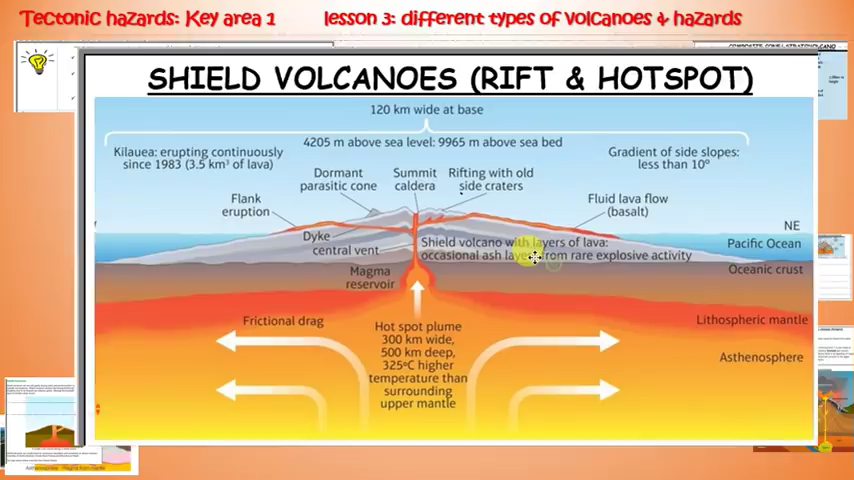 Tectonic hazards: Key area 1 lesson 3: different types of volcanoes & hazards
SHIELD VOLCANOES (RIFT & HOTSPOT)
120 km wide at base
4205 m above sea level: 9965 m above sea bed
Kilauea: erupting continuously
since 1983 (3.5 km³ of lava)
Gradient of side slopes:
less than 10°
Dormant
parasitic cone
Summit
caldera
Rifting with old
side craters
Flank
eruption
Fluid lava flow
(basalt)
NE
Dyke
central vent
Shield volcano with layers of lava:
occasional ash layers from rare explosive activity
Pacific Ocean
Oceanic crust
Magma
reservoir
Frictional drag
Lithospheric mantle
Hot spot plume
300 km wide,
500 km deep,
325°C higher
temperature than
surrounding
upper mantle
Asthenosphere